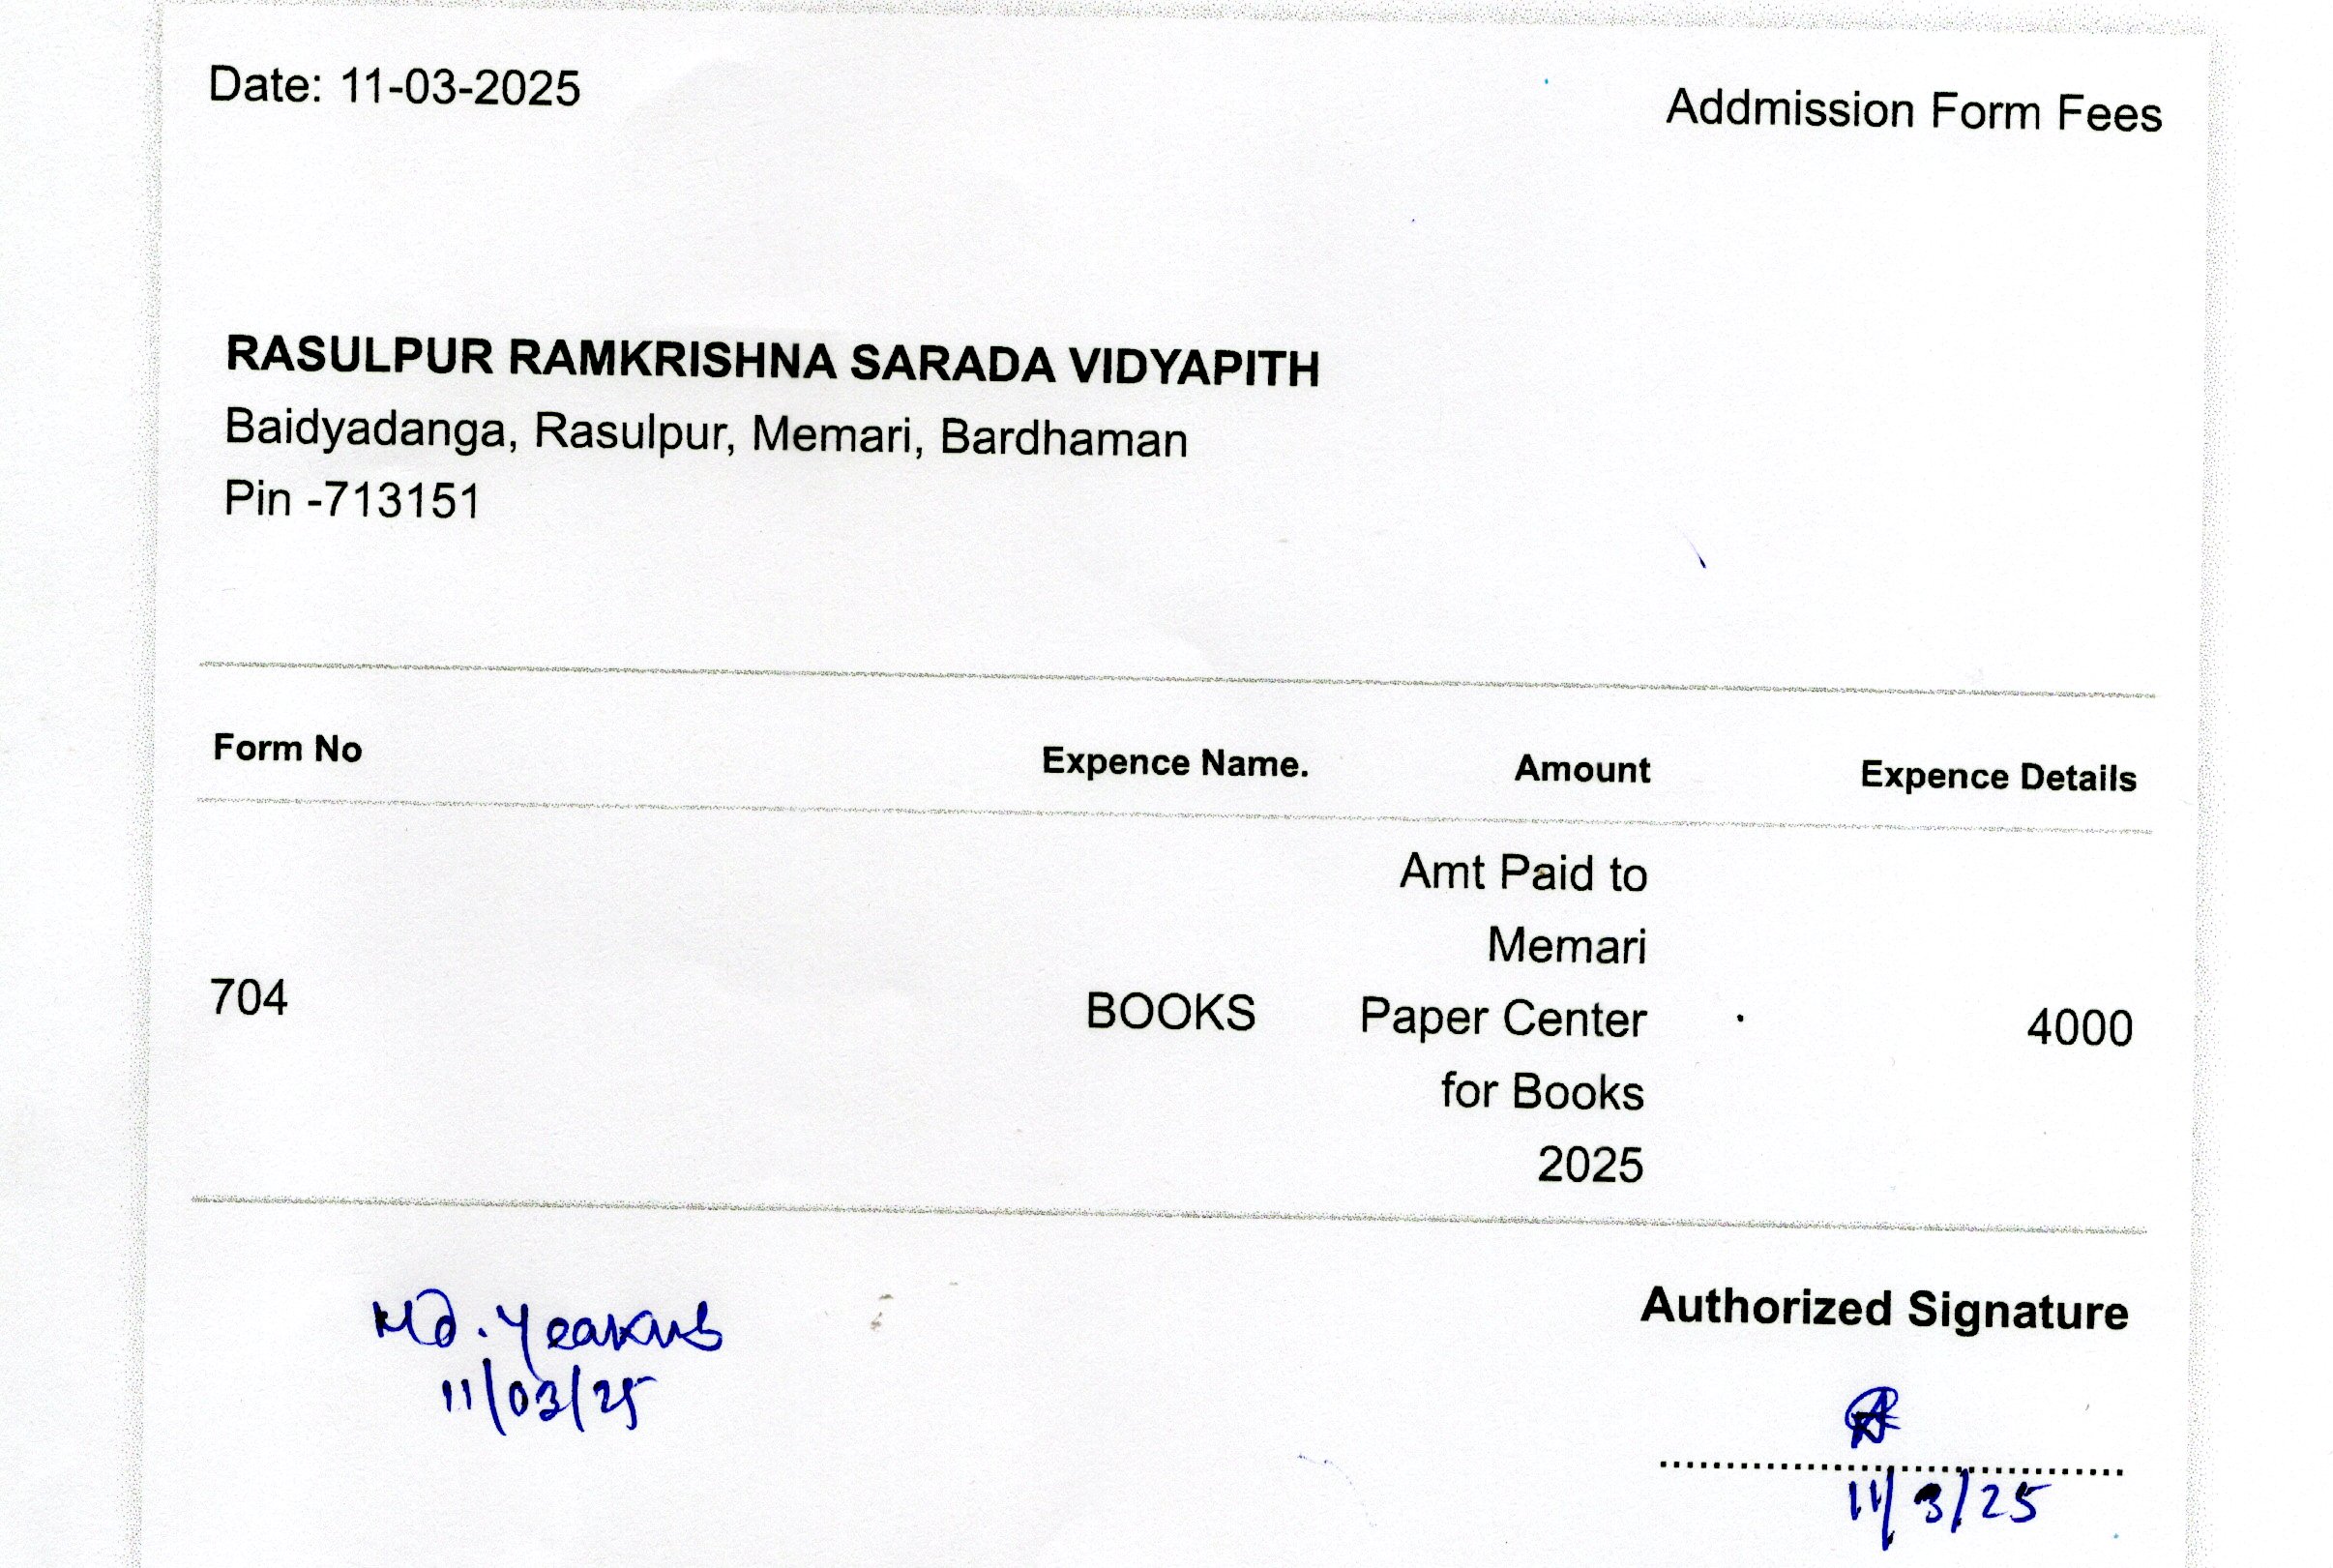 Date: 11-03-2025
Addmission Form Fees
RASULPUR RAMKRISHNA SARADA VIDYAPITH
Baidyadanga, Rasulpur, Memari, Bardhaman
Pin -713151
Form No Expence Name. Amount Expence Details
704 BOOKS Amt Paid to
Memari
Paper Center
for Books
2025 4000
Md. Yeakub
11/03/25
Authorized Signature
11/3/25